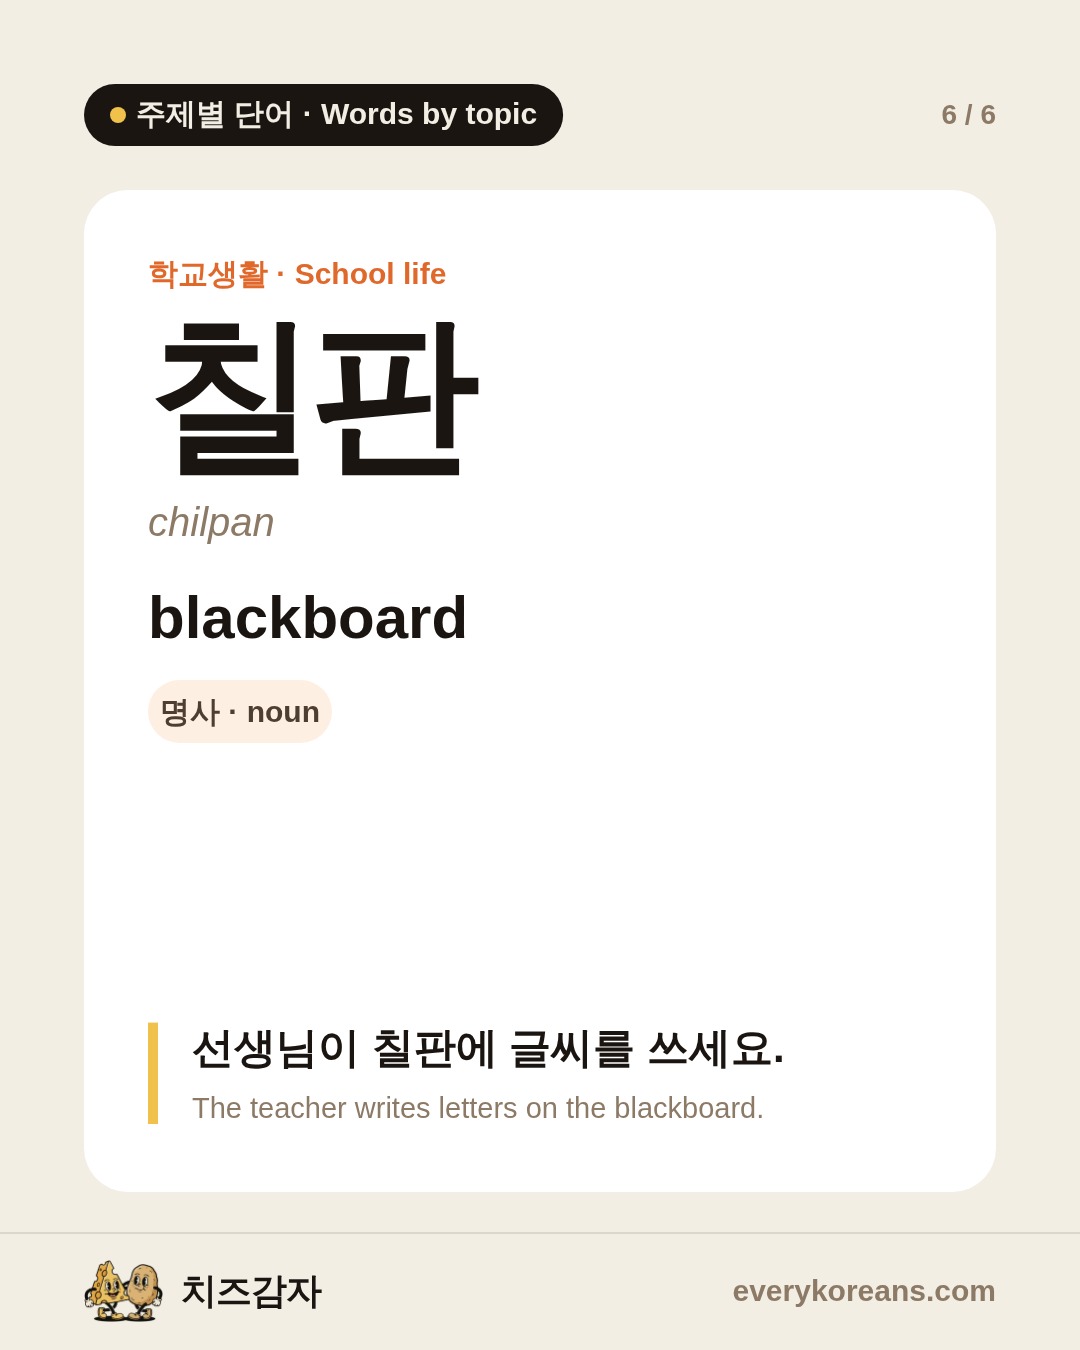 주제별 단어 · Words by topic
6 / 6
학교생활 · School life
칠판
chilpan
blackboard
명사 · noun
선생님이 칠판에 글씨를 쓰세요.
The teacher writes letters on the blackboard.
치즈감자
everykoreans.com